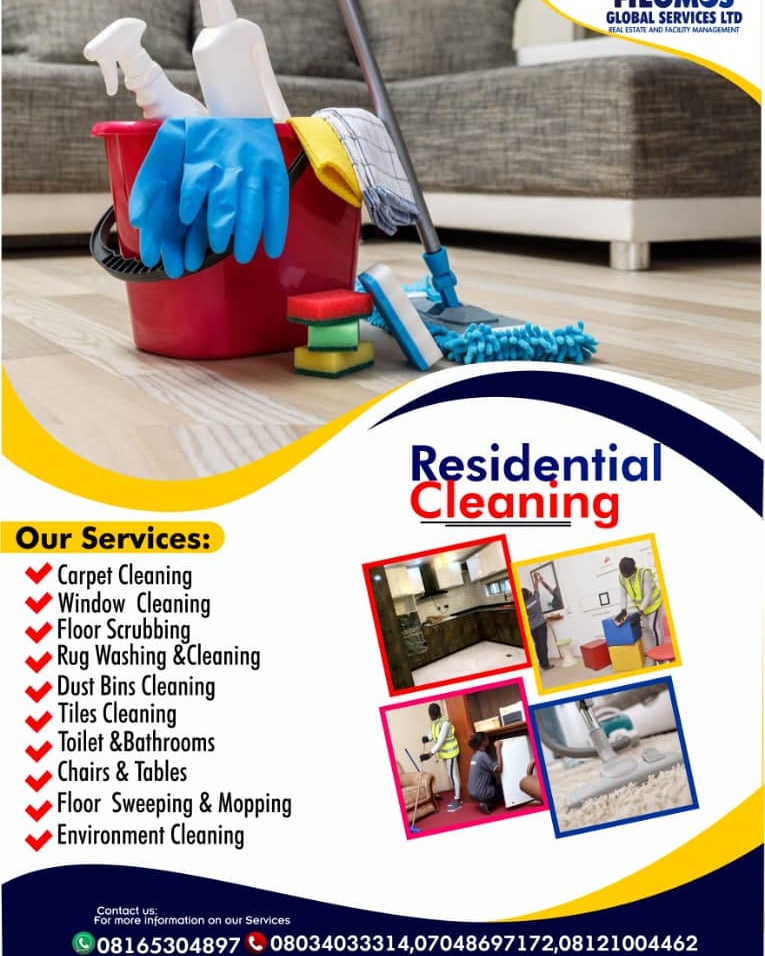 GLOBAL SERVICES LTD
REAL ESTATE AND FACILITY MANAGEMENT
Residential
Cleaning
Our Services:
Carpet Cleaning
Window Cleaning
Floor Scrubbing
Rug Washing &Cleaning
Dust Bins Cleaning
Tiles Cleaning
Toilet &Bathrooms
Chairs & Tables
Floor Sweeping & Mopping
Environment Cleaning
Contact us:
For more information on our Services
08165304897 08034033314,07048697172,08121004462